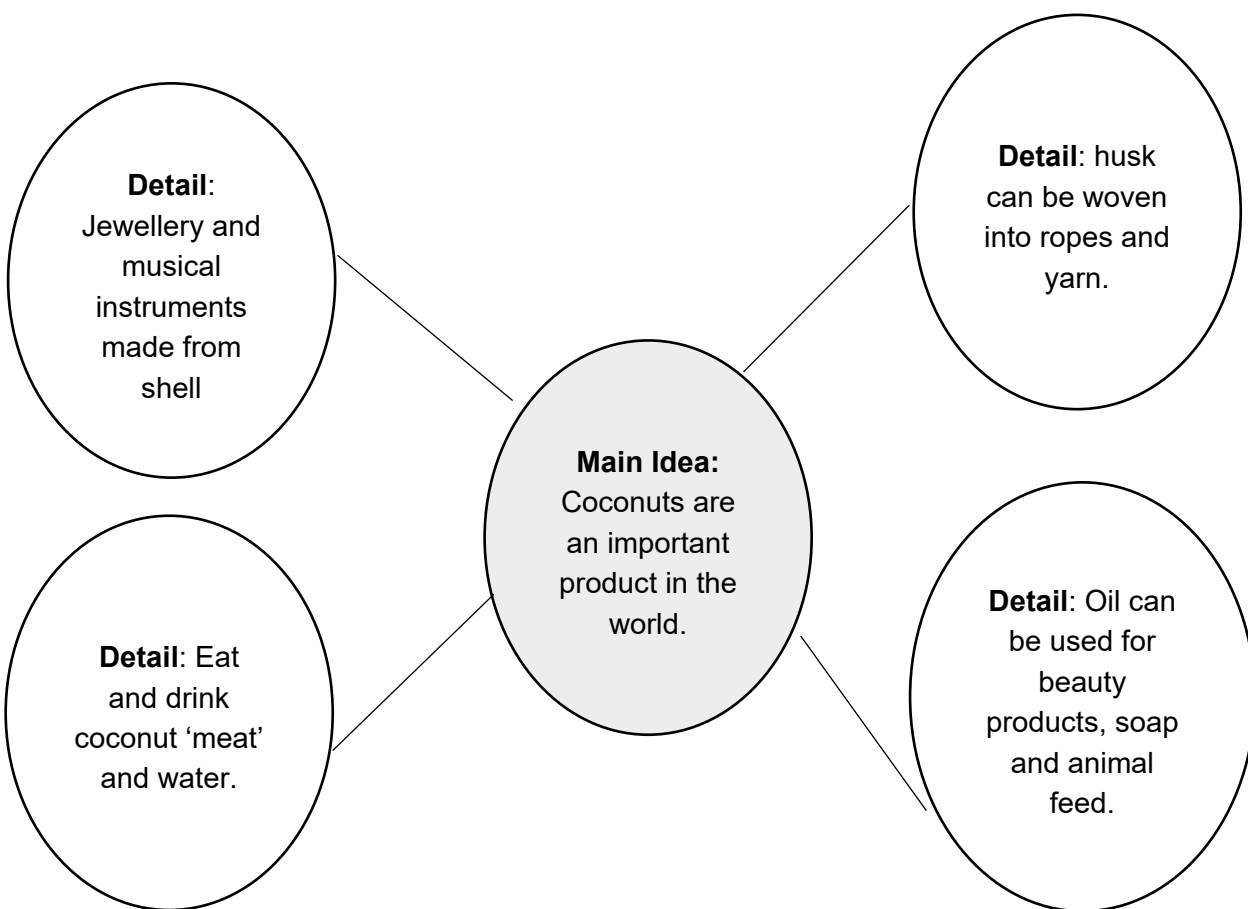 Detail:
Jewellery and
musical
instruments
made from
shell
Detail: husk
can be woven
into ropes and
yarn.
Main Idea:
Coconuts are
an important
product in the
world.
Detail: Eat
and drink
coconut ‘meat’
and water.
Detail: Oil can
be used for
beauty
products, soap
and animal
feed.